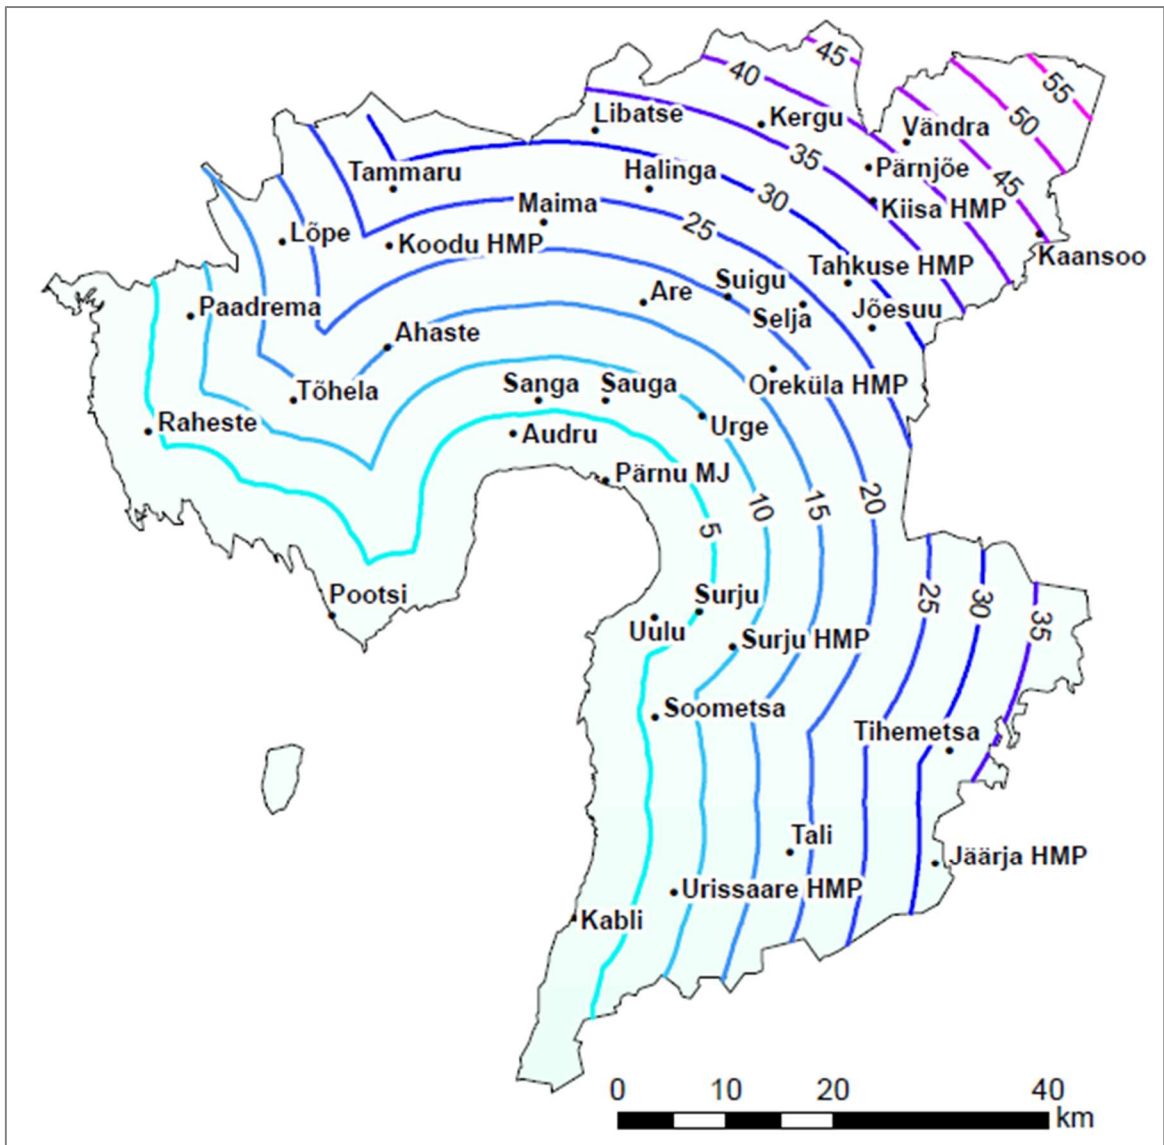 45
40
55
Libatse
Kergu
50
Vändra
35
Tammaru
Halinga
Pärnjõe
45
30
Maima
Kiisa HMP
25
Lõpe
Koodu HMP
Kaansoo
Tahkuse HMP
Suigu
Are
Paadrema
Selja
Jõesuu
Ahaste
Tõhela
Sanga
Sauga
Oreküla HMP
Raheste
Audru
Urge
Pärnu MJ
20
10
15
5
Pootsi
Surju
25
30
35
Uulu
Surju HMP
Soometsa
Tihemetsa
Tali
Jäärja HMP
Urissaare HMP
Kabli
0 10 20 40
km